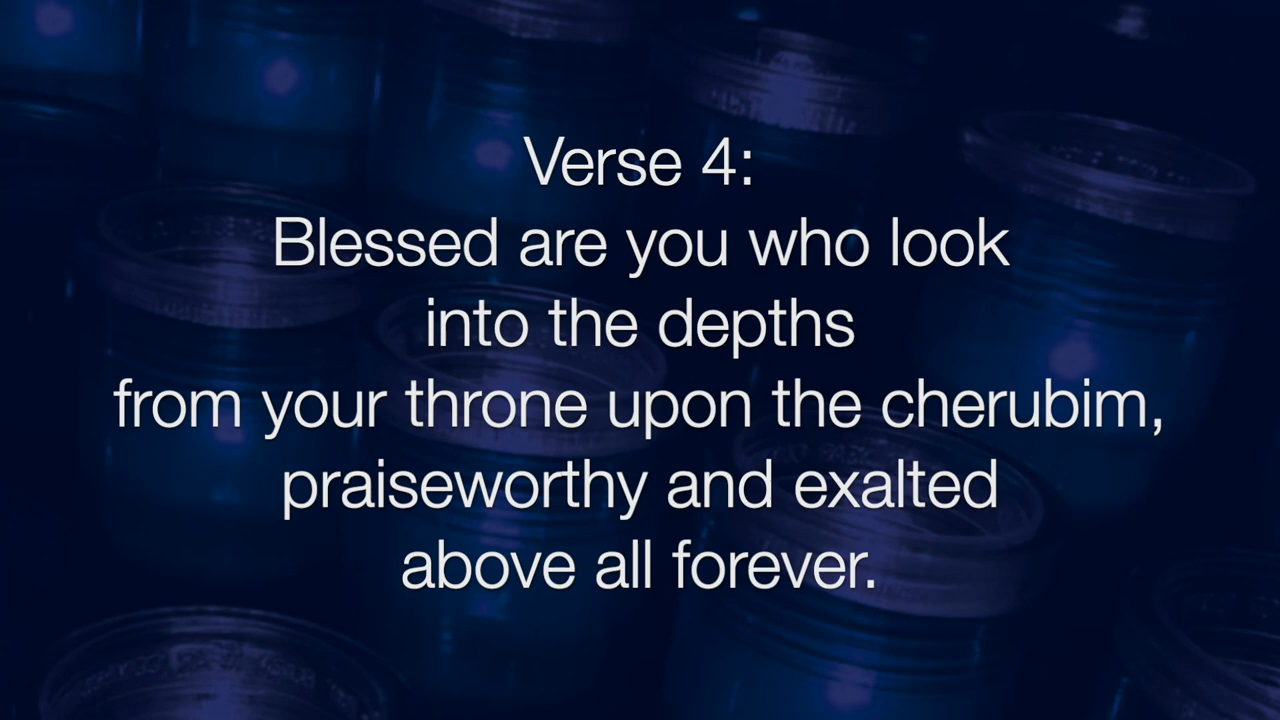 Verse 4:
Blessed are you who look
into the depths
from your throne upon the cherubim,
praiseworthy and exalted
above all forever.